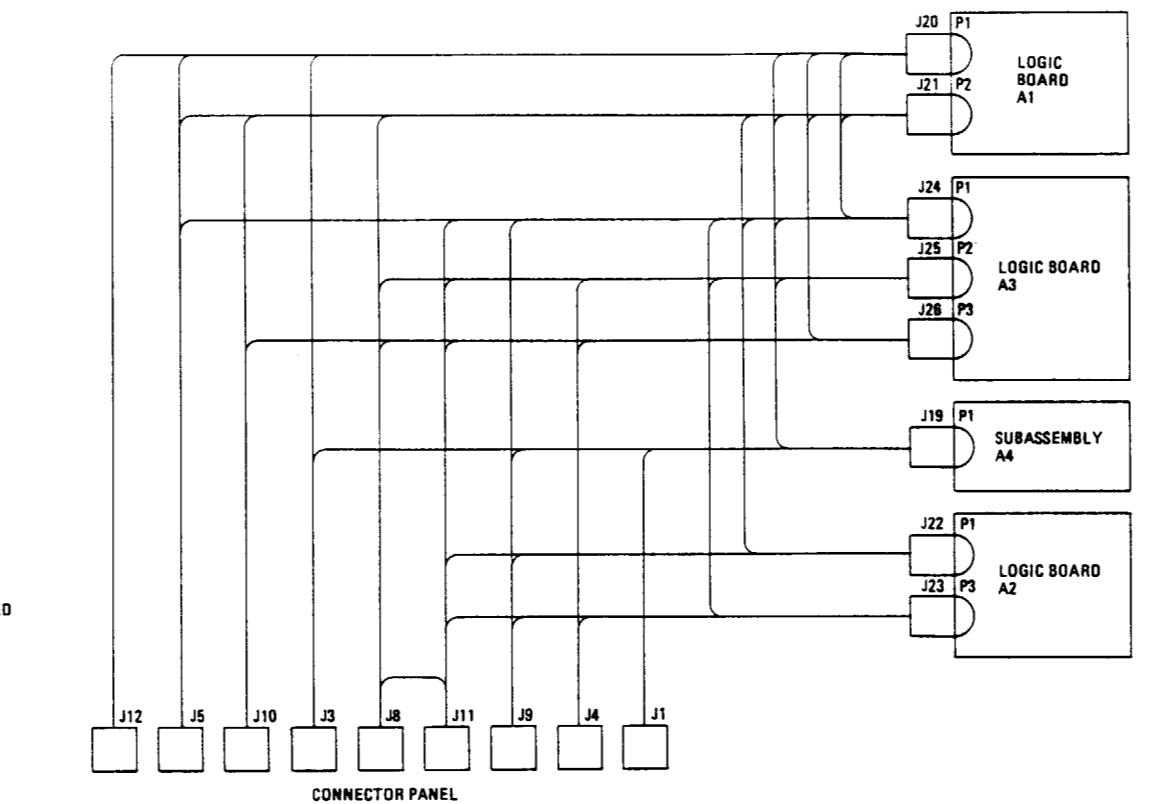 J20 P1
LOGIC
BOARD
A1
J21 P2
J24 P1
J25 P2
LOGIC BOARD
A3
J26 P3
J19 P1
SUBASSEMBLY
A4
J22 P1
LOGIC BOARD
A2
J23 P3
ED
J12 J5 J10 J3 J8 J11 J9 J4 J1
CONNECTOR PANEL